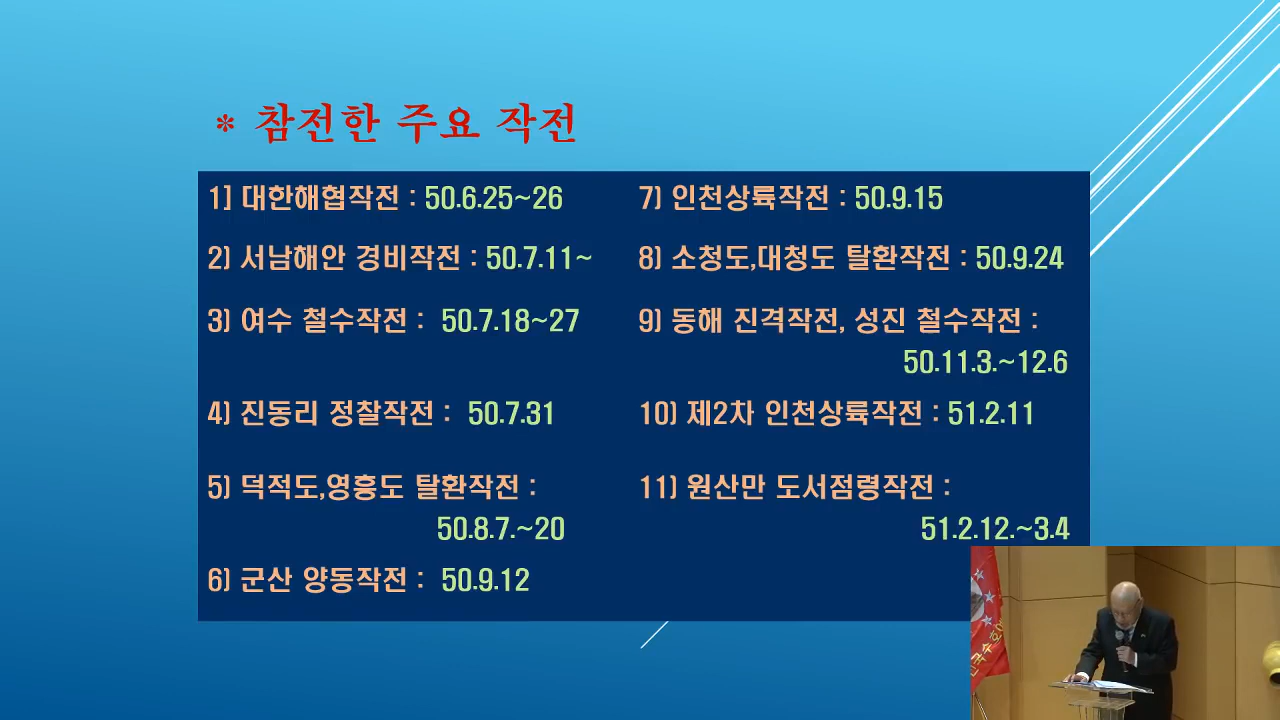 * 참전한 주요 작전
1] 대한해협작전 : 50.6.25~26
2) 서남해안 경비작전 : 50.7.11~
3) 여수 철수작전 : 50.7.18~27
4) 진동리 정찰작전 : 50.7.31
5) 덕적도,영흥도 탈환작전 :
50.8.7.~20
6) 군산 양동작전 : 50.9.12
7) 인천상륙작전 : 50.9.15
8) 소청도,대청도 탈환작전 : 50.9.24
9) 동해 진격작전, 성진 철수작전 :
50.11.3.~12.6
10) 제2차 인천상륙작전 : 51.2.11
11) 원산만 도서점령작전 :
51.2.12.~3.4